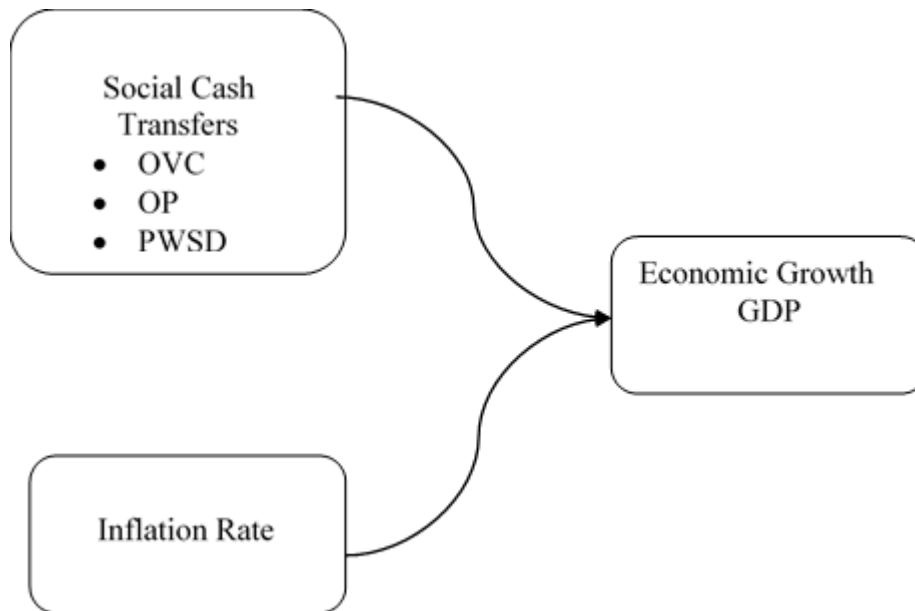 Social Cash
Transfers
• OVC
• OP
• PWSD
Economic Growth
GDP
Inflation Rate